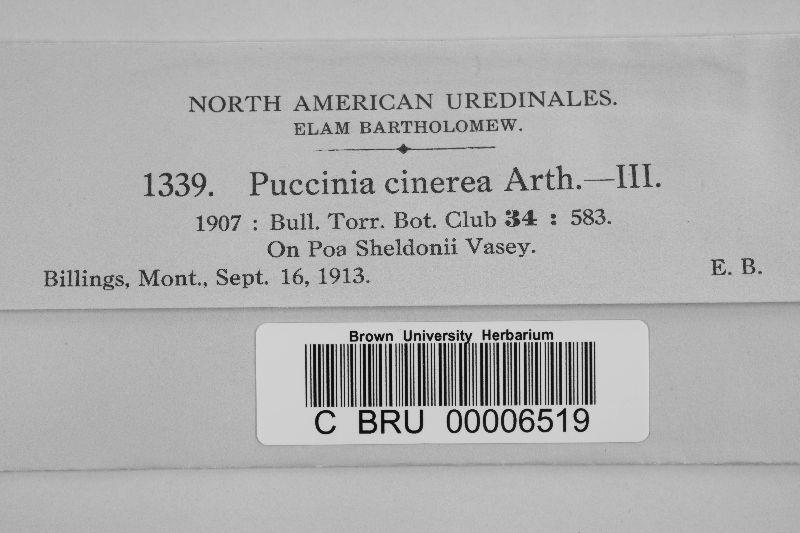 NORTH AMERICAN UREDINALES.
ELAM BARTHOLOMEW.
1339. Puccinia cinerea Arth.—III.
1907 : Bull. Torr. Bot. Club 34 : 583.
On Poa Sheldonii Vasey.
Billings, Mont., Sept. 16, 1913. E. B.
Brown University Herbarium
C BRU 00006519